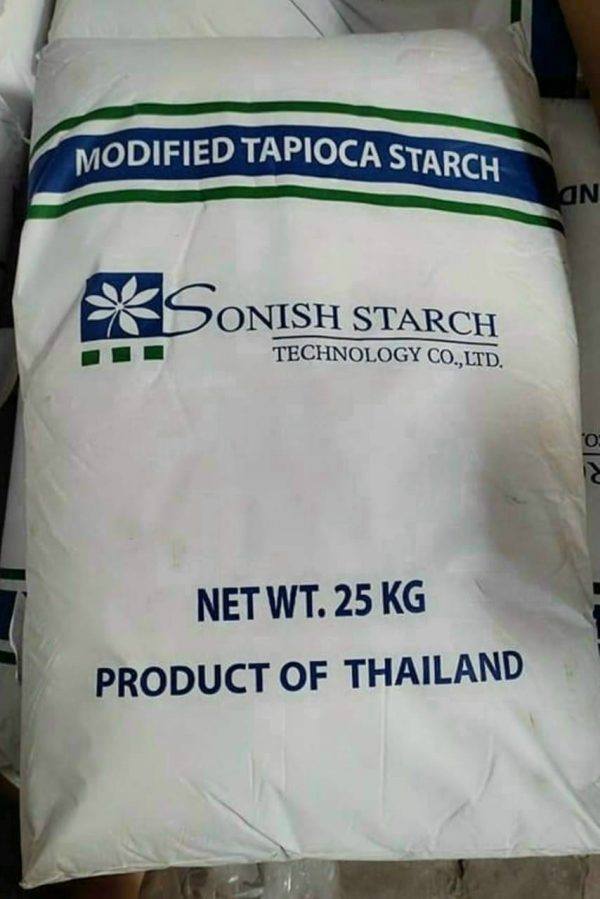 MODIFIED TAPIOCA STARCH
SONISH STARCH
TECHNOLOGY CO.,LTD.
NET WT. 25 KG
PRODUCT OF THAILAND